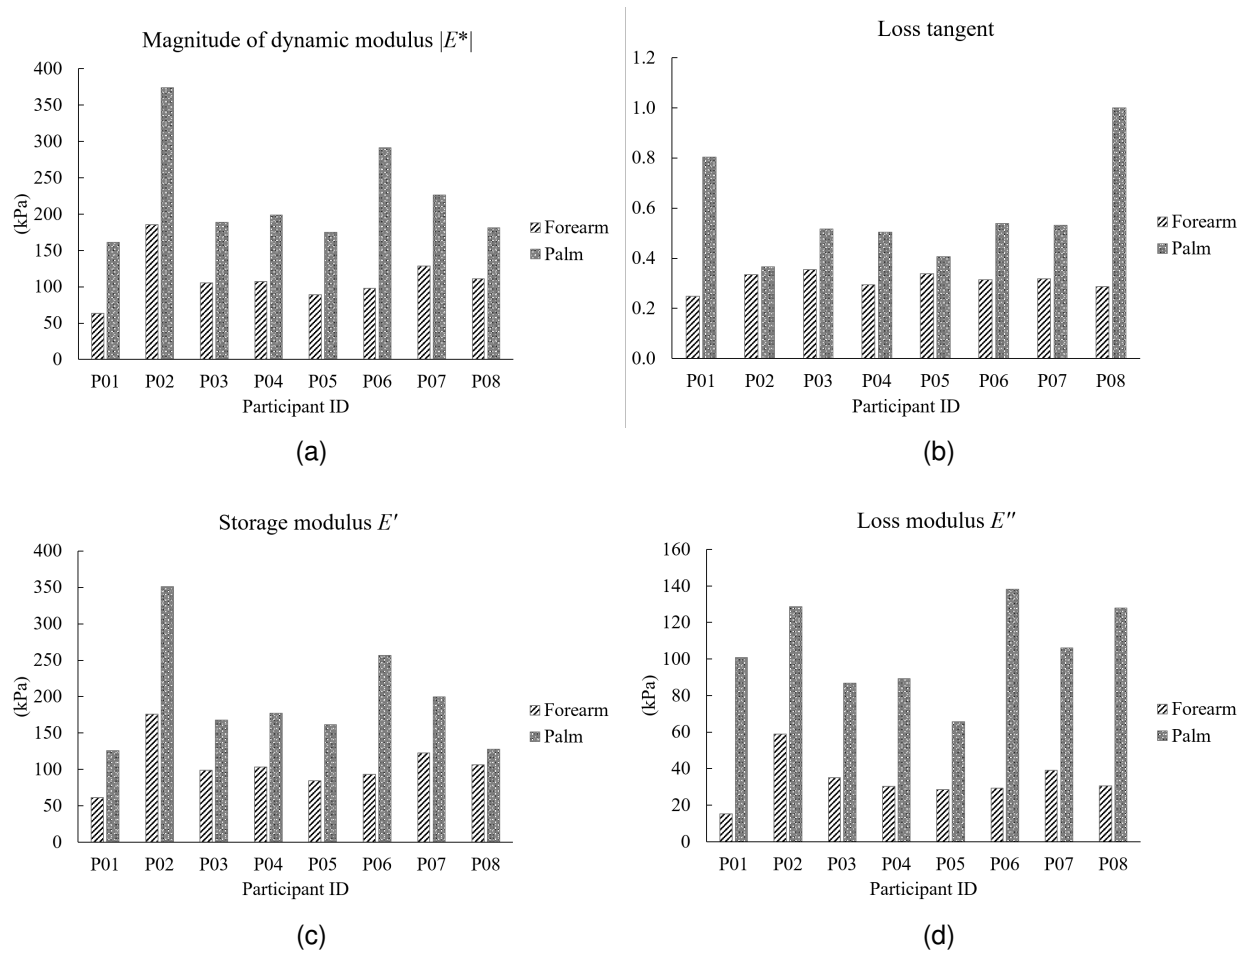 Magnitude of dynamic modulus |E*|
400
350
300
250
200
150
100
50
0
(kPa)
P01 P02 P03 P04 P05 P06 P07 P08
Participant ID
Forearm
Palm
(a)
Loss tangent
1.2
1.0
0.8
0.6
0.4
0.2
0.0
P01 P02 P03 P04 P05 P06 P07 P08
Participant ID
Forearm
Palm
(b)
Storage modulus E′
400
350
300
250
200
150
100
50
0
(kPa)
P01 P02 P03 P04 P05 P06 P07 P08
Participant ID
Forearm
Palm
(c)
Loss modulus E″
160
140
120
100
80
60
40
20
0
(kPa)
P01 P02 P03 P04 P05 P06 P07 P08
Participant ID
Forearm
Palm
(d)